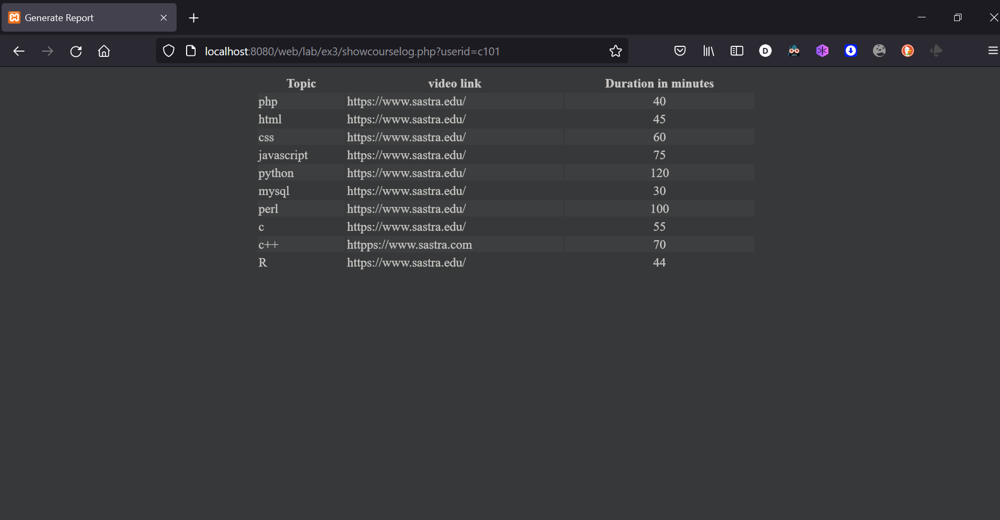 Generate Report
localhost:8080/web/lab/ex3/showcourselog.php?userid=c101
D
Topic video link Duration in minutes
php https://www.sastra.edu/ 40
html https://www.sastra.edu/ 45
css https://www.sastra.edu/ 60
javascript https://www.sastra.edu/ 75
python https://www.sastra.edu/ 120
mysql https://www.sastra.edu/ 30
perl https://www.sastra.edu/ 100
c https://www.sastra.edu/ 55
c++ httpps://www.sastra.com 70
R https://www.sastra.edu/ 44